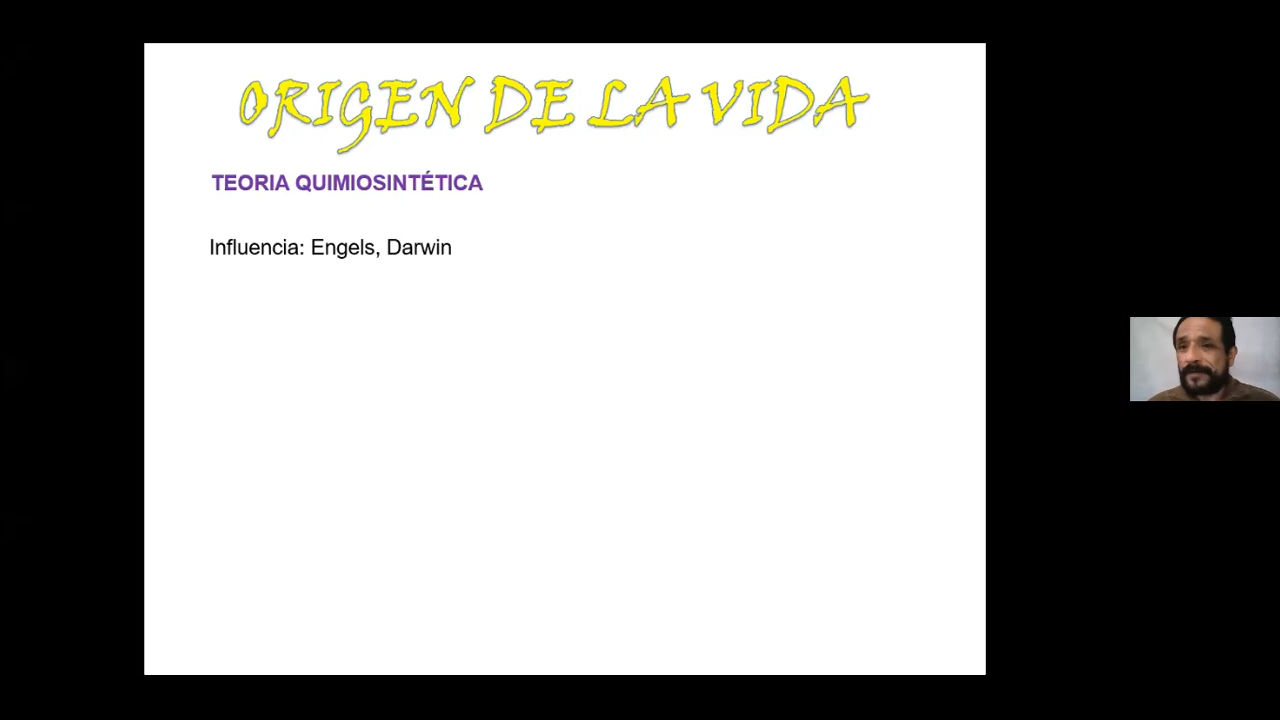 ORIGEN DE LA VIDA
TEORIA QUIMIOSINTÉTICA
Influencia: Engels, Darwin